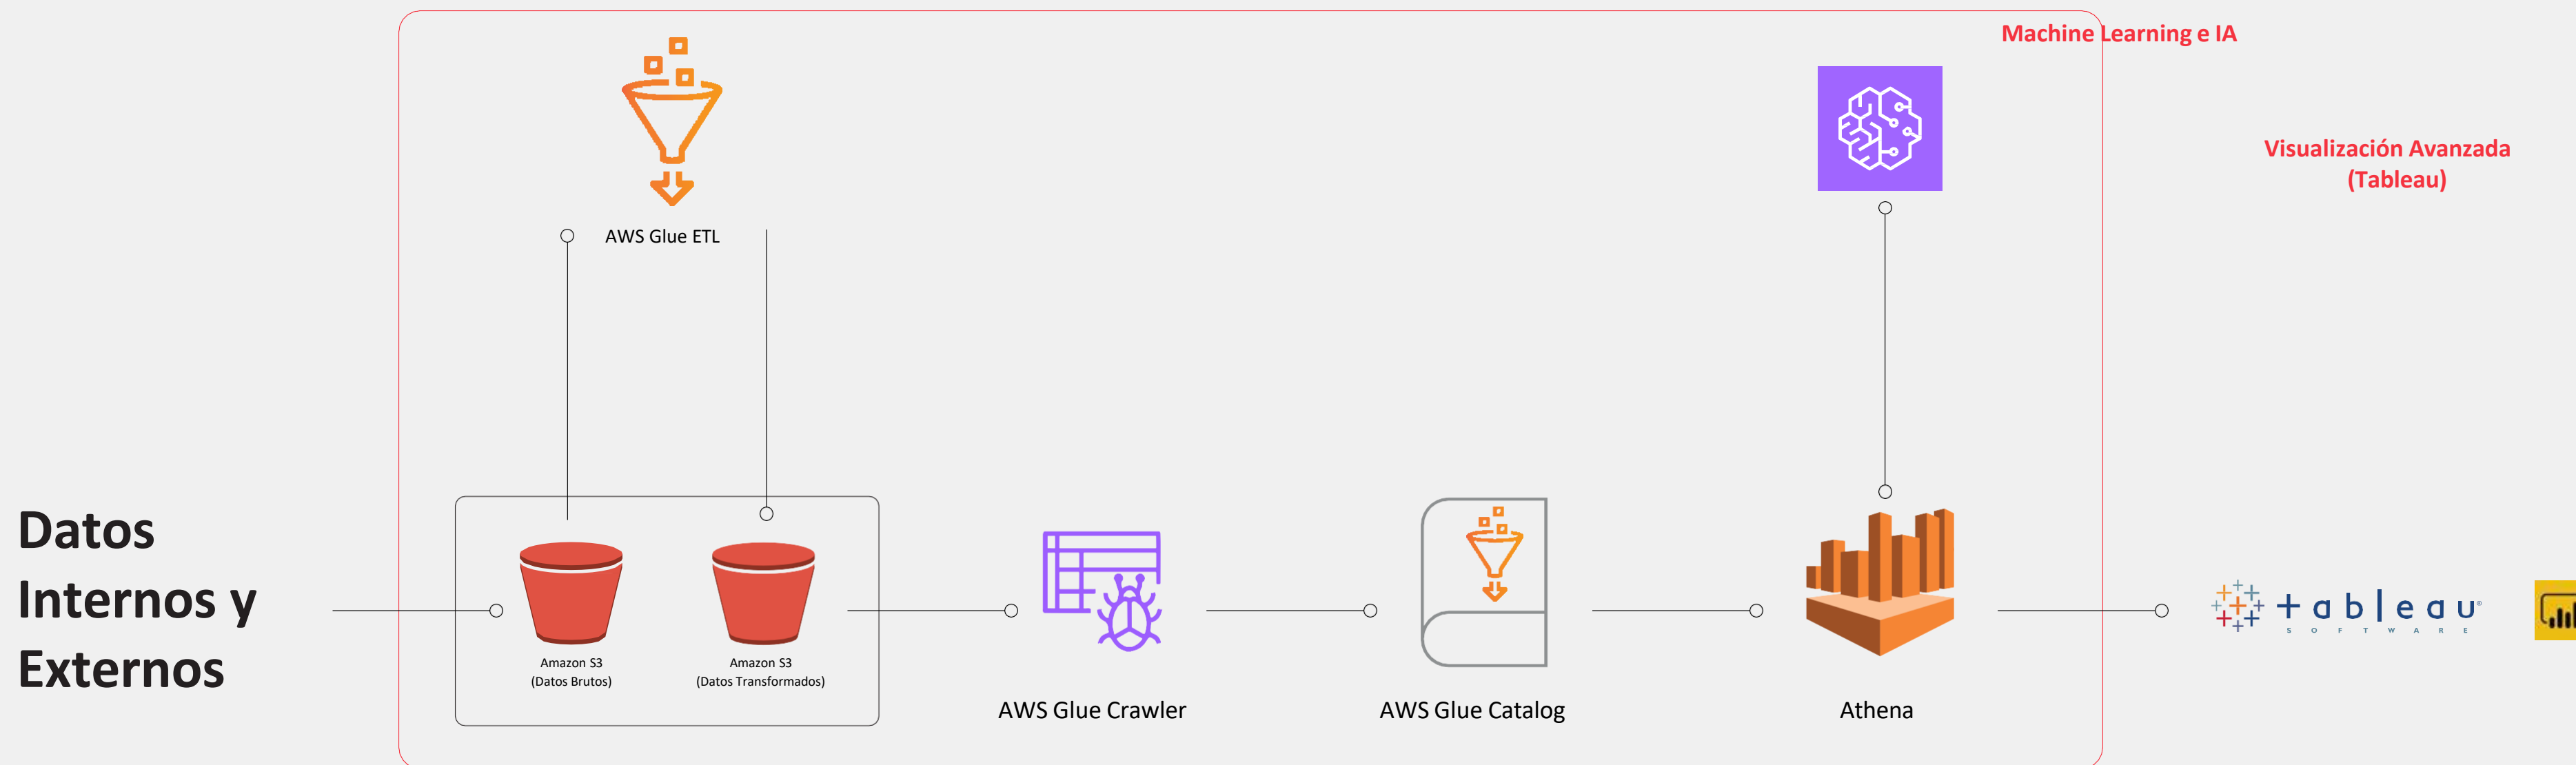 Machine Learning e IA
Visualización Avanzada
(Tableau)
AWS Glue ETL
Datos
Internos y
Externos
Amazon S3
(Datos Brutos)
Amazon S3
(Datos Transformados)
AWS Glue Crawler
AWS Glue Catalog
Athena
+ableau®
SOFTWARE